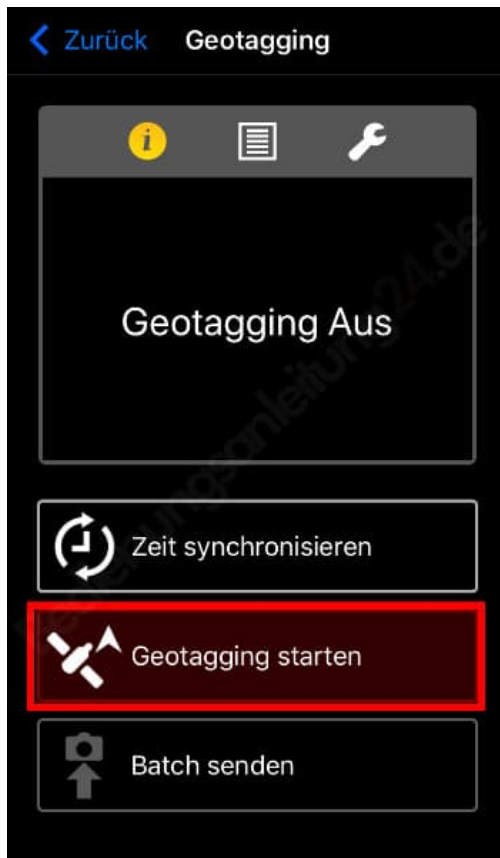 Zurück Geotagging
i
Geotagging Aus
Zeit synchronisieren
Geotagging starten
Batch senden